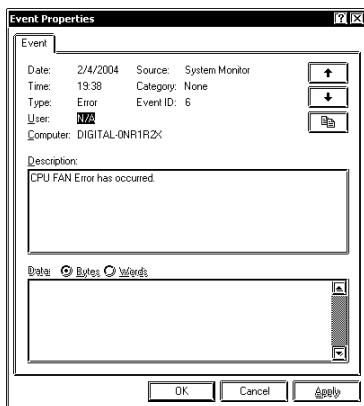 Event Properties
Event
Date: 2/4/2004 Source: System Monitor
Time: 19:38 Category: None
Type: Error Event ID: 6
User: N/A
Computer: DIGITAL-0NR1R2X
Description:
CPU FAN Error has occurred.
Data: Bytes Words
OK Cancel Apply